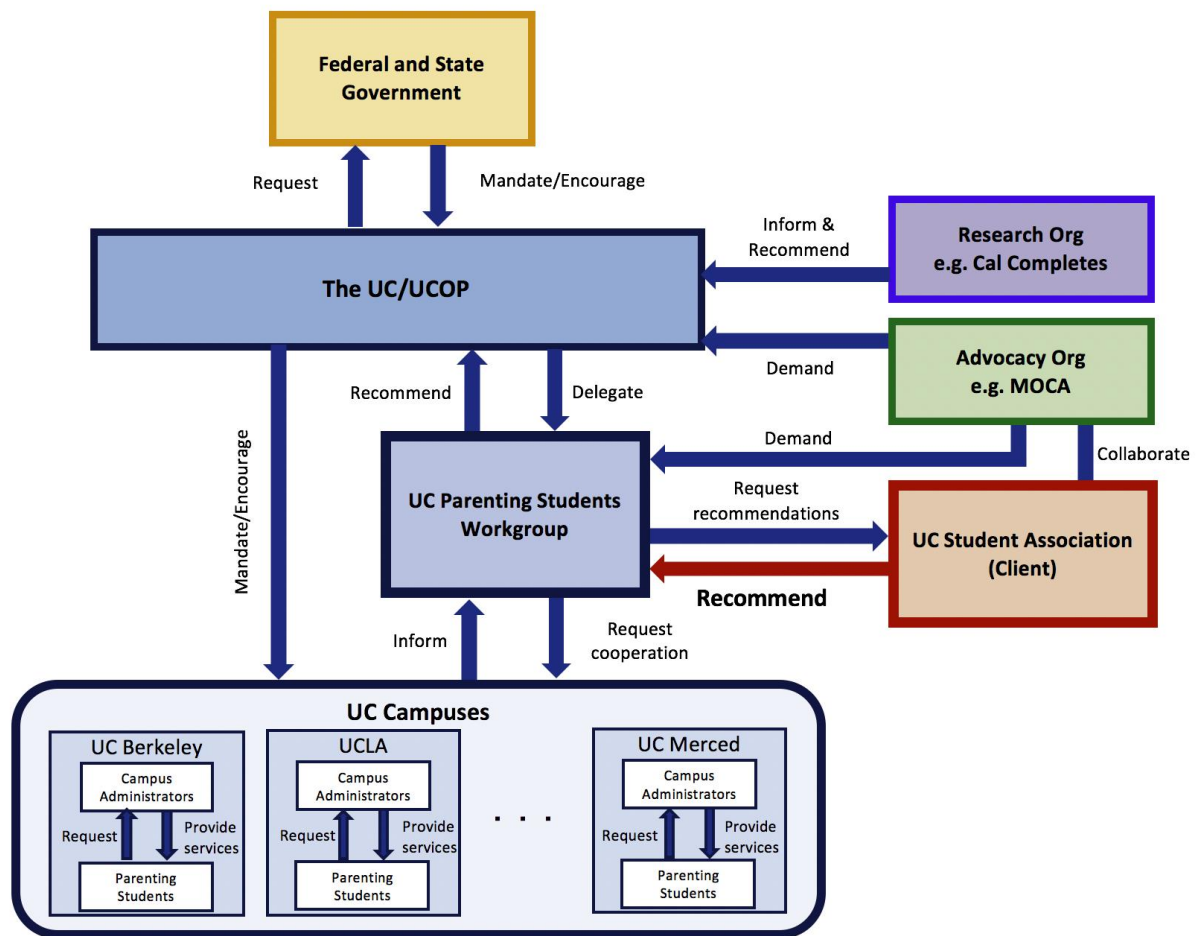 Federal and State
Government
Request
Mandate/Encourage
Inform &
Recommend
Research Org
e.g. Cal Completes
The UC/UCOP
Advocacy Org
e.g. MOCA
Demand
Recommend
Delegate
Mandate/Encourage
Demand
Collaborate
UC Parenting Students
Workgroup
Request
recommendations
UC Student Association
(Client)
Recommend
Inform
Request
cooperation
UC Campuses
UC Berkeley
Campus
Administrators
Request
Provide
services
Parenting
Students
UCLA
Campus
Administrators
Request
Provide
services
Parenting
Students
. . .
UC Merced
Campus
Administrators
Request
Provide
services
Parenting
Students